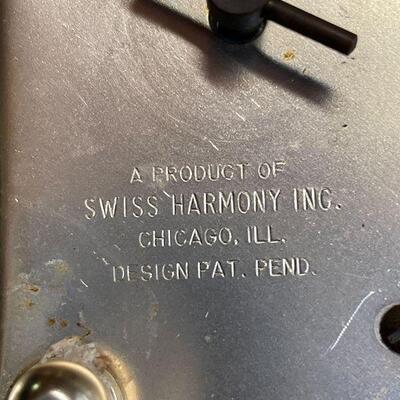 A PRODUCT OF
SWISS HARMONY INC.
CHICAGO, ILL.
DESIGN PAT. PEND.